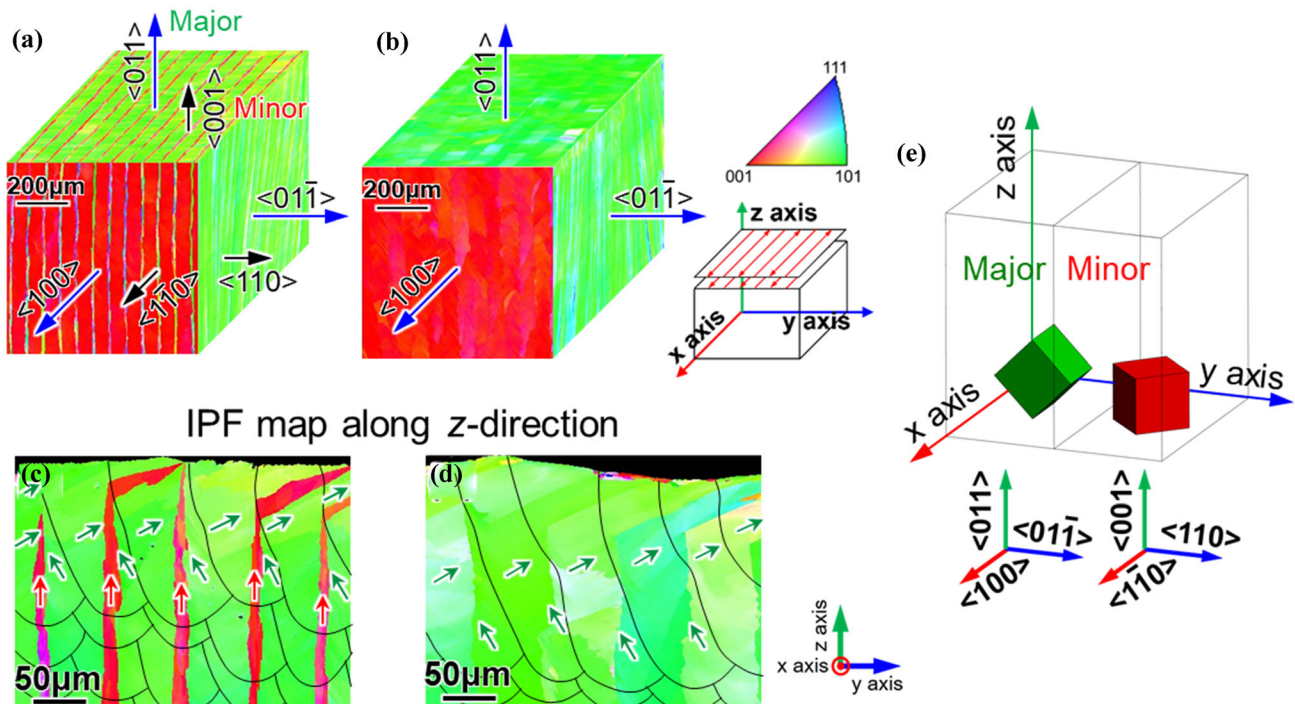 (a)
Major
<011>
<001>
Minor
200μm
<011̅>
<100>
<11̅0>
<110>
(b)
<011>
200μm
<011̅>
<100>
111
001
101
z axis
y axis
x axis
(e)
z axis
Major
Minor
y axis
x axis
<011>
<011̅>
<100>
<001>
<110>
<11̅0>
IPF map along z-direction
(c)
50μm
(d)
50μm
z axis
x axis
y axis